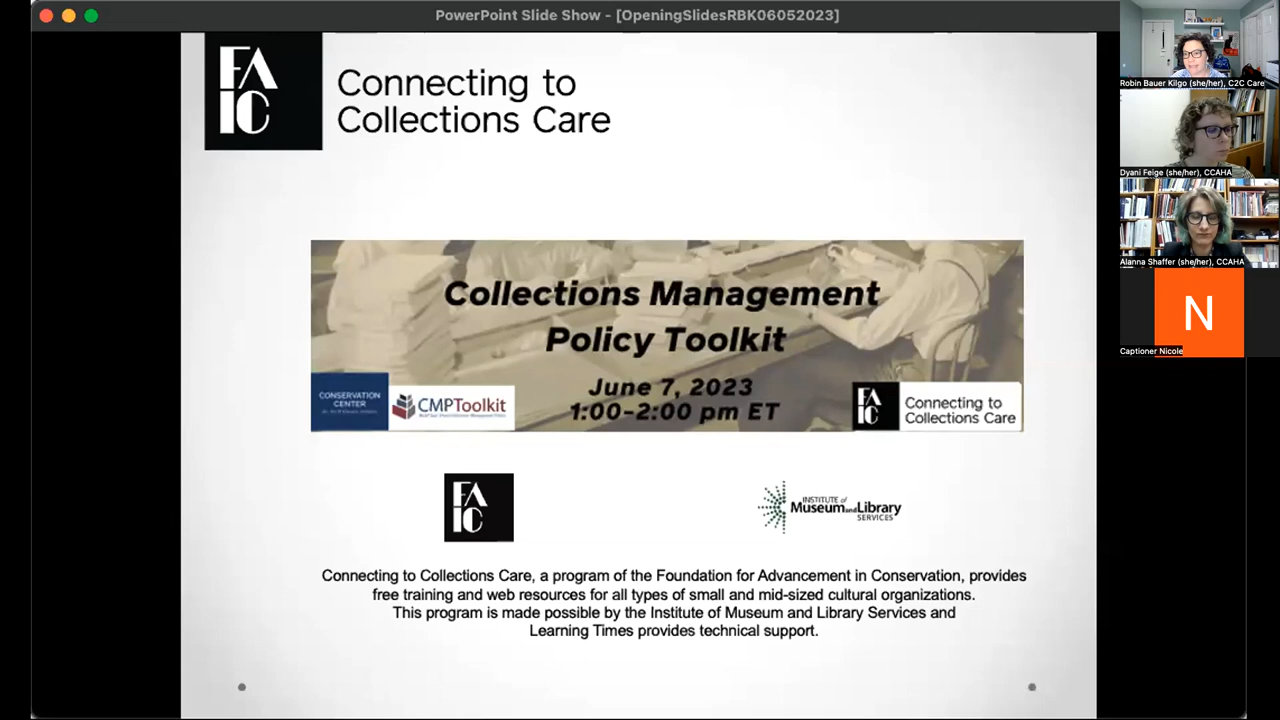 PowerPoint Slide Show - [OpeningSlidesRBK06052023]
FA
IC
Connecting to
Collections Care
Collections Management
Policy Toolkit
June 7, 2023
1:00-2:00 pm ET
CONSERVATION
CENTER
CMPToolkit
FA
IC
Connecting to
Collections Care
FA
IC
INSTITUTE of
Museum and Library
SERVICES
Connecting to Collections Care, a program of the Foundation for Advancement in Conservation, provides
free training and web resources for all types of small and mid-sized cultural organizations.
This program is made possible by the Institute of Museum and Library Services and
Learning Times provides technical support.
Robin Bauer Kilgo (she/her), C2C Care
Dyani Feige (she/her), CCAHA
Alanna Shaffer (she/her), CCAHA
N
Captioner Nicole